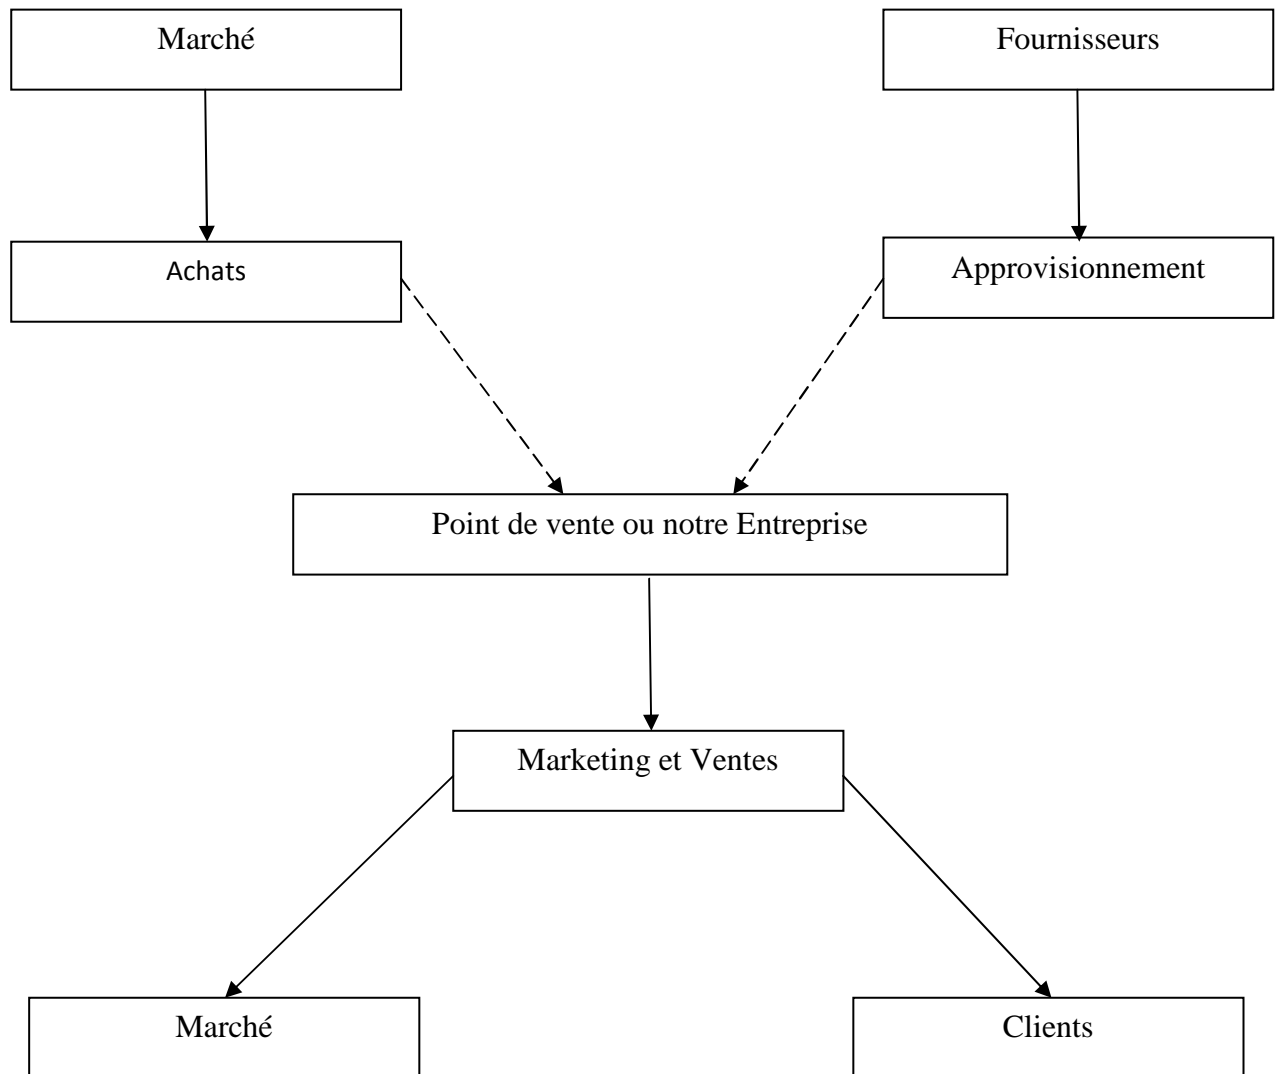 Marché
Fournisseurs
Achats
Approvisionnement
Point de vente ou notre Entreprise
Marketing et Ventes
Marché
Clients